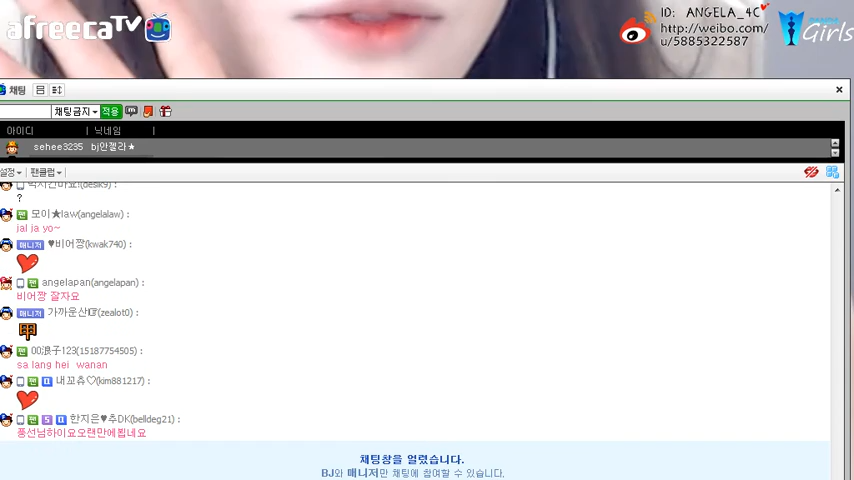 afreecaTV
ID: ANGELA_4C
http://weibo.com/
u/5885322587
Girls
채팅
채팅금지 적용
아이디 닉네임
sehee3235 bj안젤리★
설정 팬클럽
(desik9) :
?
팬 모이★law(angelalaw) :
jal ja yo~
매니저 ♥비어짱(kwak740) :
팬 angelapan(angelapan) :
비어짱 잘자요
매니저 가까운산☞(zealot0) :
팬 00浪子123(15187754505) :
sa lang hei wanan
팬 내꼬츄♡(kim881217) :
팬 S 한지은♥추DK(belldeg21) :
풍선님하이요오랜만에뵙네요
채팅창을 얼렸습니다.
BJ와 매니저만 채팅에 참여할 수 있습니다.